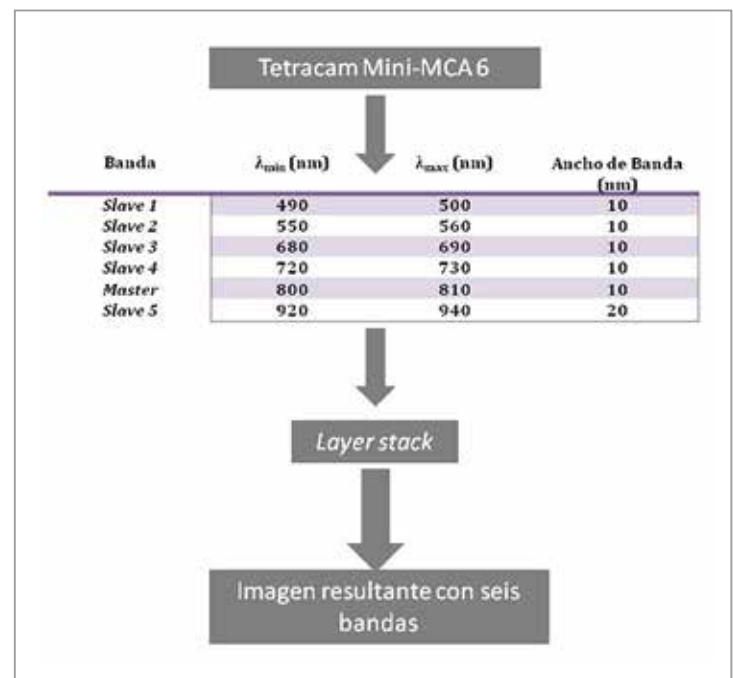 Tetracam Mini-MCA 6
Banda λmin (nm) λmax (nm) Ancho de Banda
(nm)
Slave 1 490 500 10
Slave 2 550 560 10
Slave 3 680 690 10
Slave 4 720 730 10
Master 800 810 10
Slave 5 920 940 20
Layer stack
Imagen resultante con seis
bandas